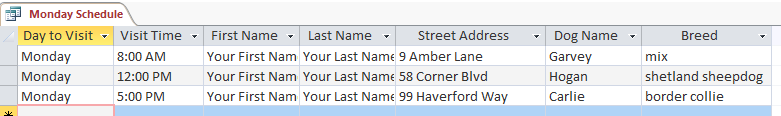 Monday Schedule
Day to Visit Visit Time First Name Last Name Street Address Dog Name Breed
Monday 8:00 AM Your First Nam Your Last Name 9 Amber Lane Garvey mix
Monday 12:00 PM Your First Nam Your Last Name 58 Corner Blvd Hogan shetland sheepdog
Monday 5:00 PM Your First Nam Your Last Name 99 Haverford Way Carlie border collie